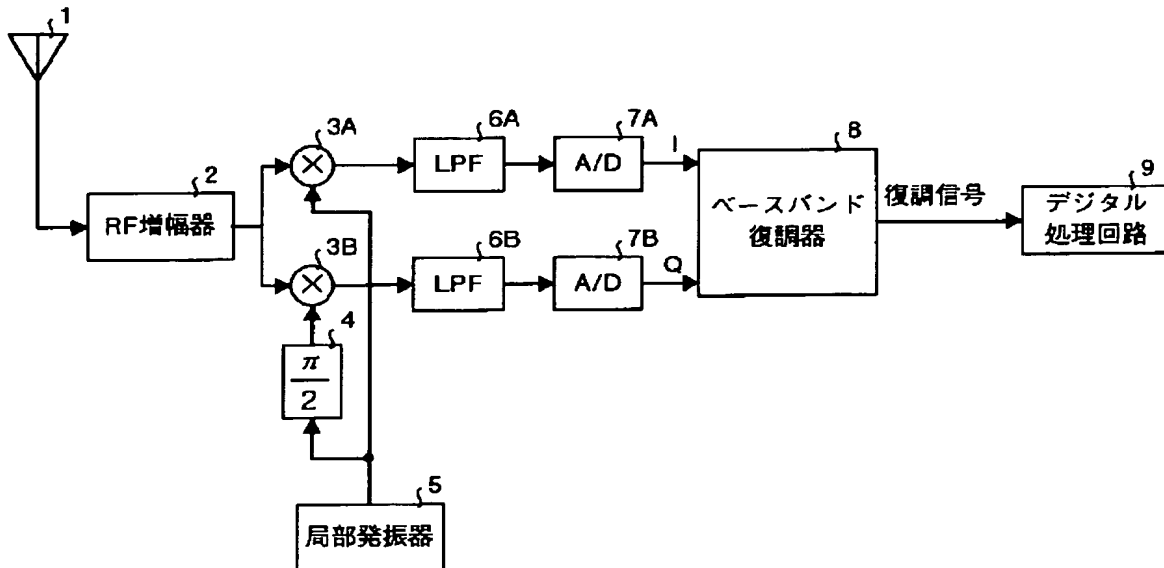 1
2
RF増幅器
3A
×
3B
×
4
π
2
5
局部発振器
6A
LPF
6B
LPF
7A
A/D
I
7B
A/D
Q
8
ベースバンド
復調器
復調信号
9
デジタル
処理回路